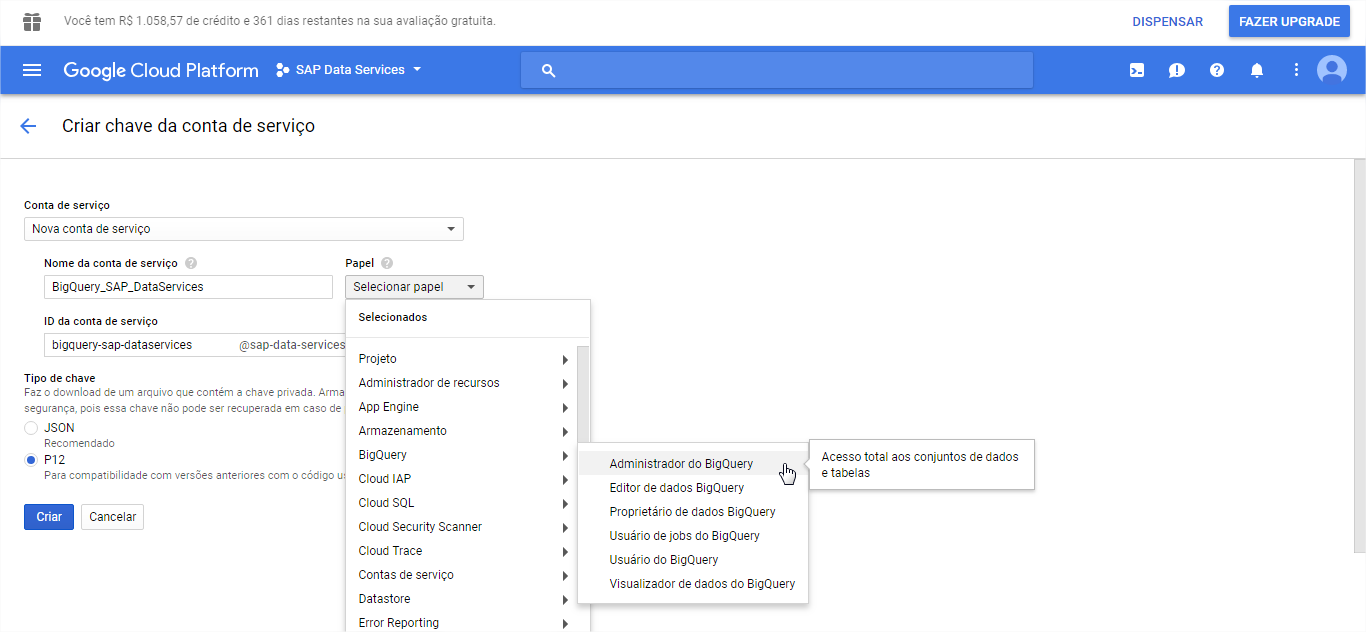 Você tem R$ 1.058,57 de crédito e 361 dias restantes na sua avaliação gratuita.
DISPENSAR
FAZER UPGRADE
Google Cloud Platform
SAP Data Services
Criar chave da conta de serviço
Conta de serviço
Nova conta de serviço
Nome da conta de serviço
Papel
BigQuery_SAP_DataServices
Selecionar papel
Selecionados
ID da conta de serviço
bigquery-sap-dataservices
@sap-data-services
Tipo de chave
Faz o download de um arquivo que contém a chave privada.
segurança, pois essa chave não pode ser recuperada em caso de
JSON
Recomendado
P12
Para compatibilidade com versões anteriores com o código
Criar
Cancelar
Projeto
Administrador de recursos
App Engine
Armazenamento
BigQuery
Cloud IAP
Cloud SQL
Cloud Security Scanner
Cloud Trace
Contas de serviço
Datastore
Error Reporting
Administrador do BigQuery
Editor de dados BigQuery
Proprietário de dados BigQuery
Usuário de jobs do BigQuery
Usuário do BigQuery
Visualizador de dados do BigQuery
Acesso total aos conjuntos de dados
e tabelas